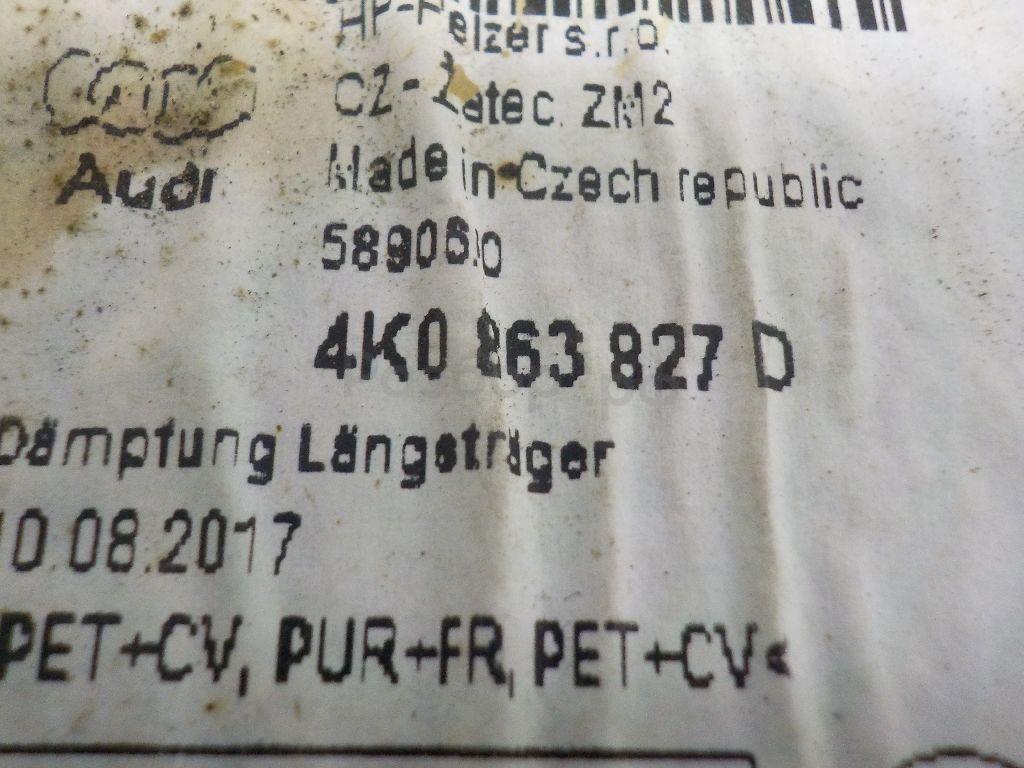 HP-Pelzer s.r.o.
CZ-Zatec ZM2
Audi
Made in Czech republic
4K0 863 827 D
Dämpfung Längsträger
10.08.2017
PET+CV, PUR+FR, PET+CV<